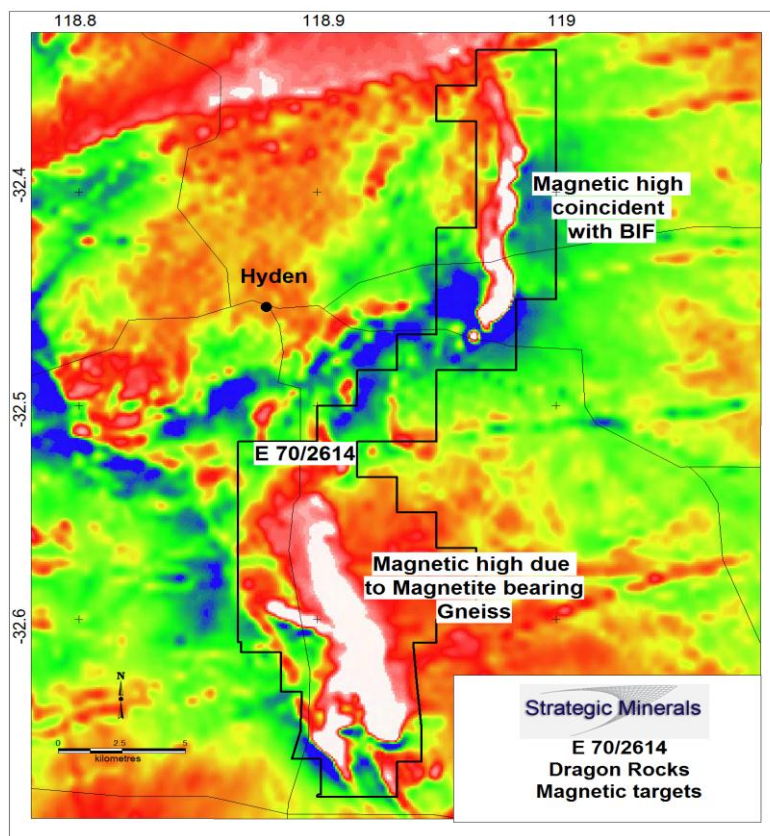 118.8 118.9 119
-32.4
Magnetic high
coincident
with BIF
Hyden
-32.5
E 70/2614
Magnetic high due
to Magnetite bearing
Gneiss
-32.6
N
0 2.5 5
kilometres
Strategic Minerals
E 70/2614
Dragon Rocks
Magnetic targets